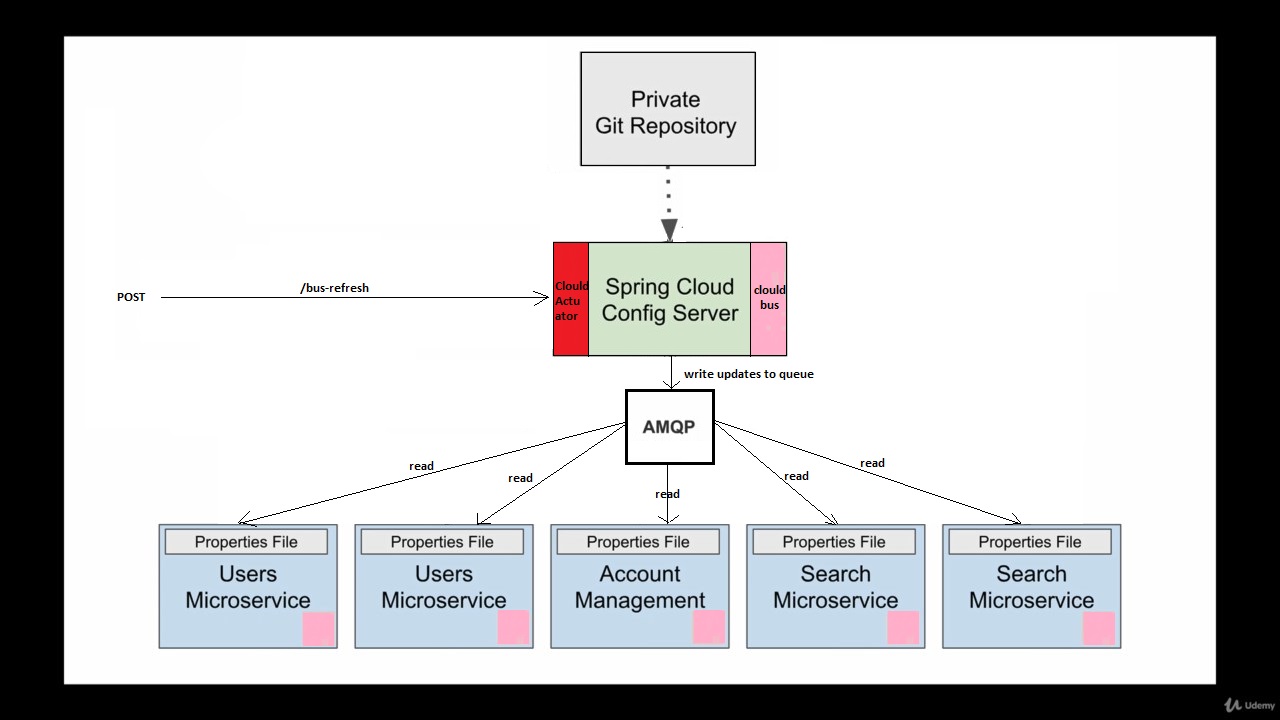 Private
Git Repository
POST
/bus-refresh
Clould
Actu
ator
Spring Cloud
Config Server
clould
bus
write updates to queue
AMQP
read
read
read
read
read
Properties File
Users
Microservice
Properties File
Users
Microservice
Properties File
Account
Management
Properties File
Search
Microservice
Properties File
Search
Microservice
Udemy